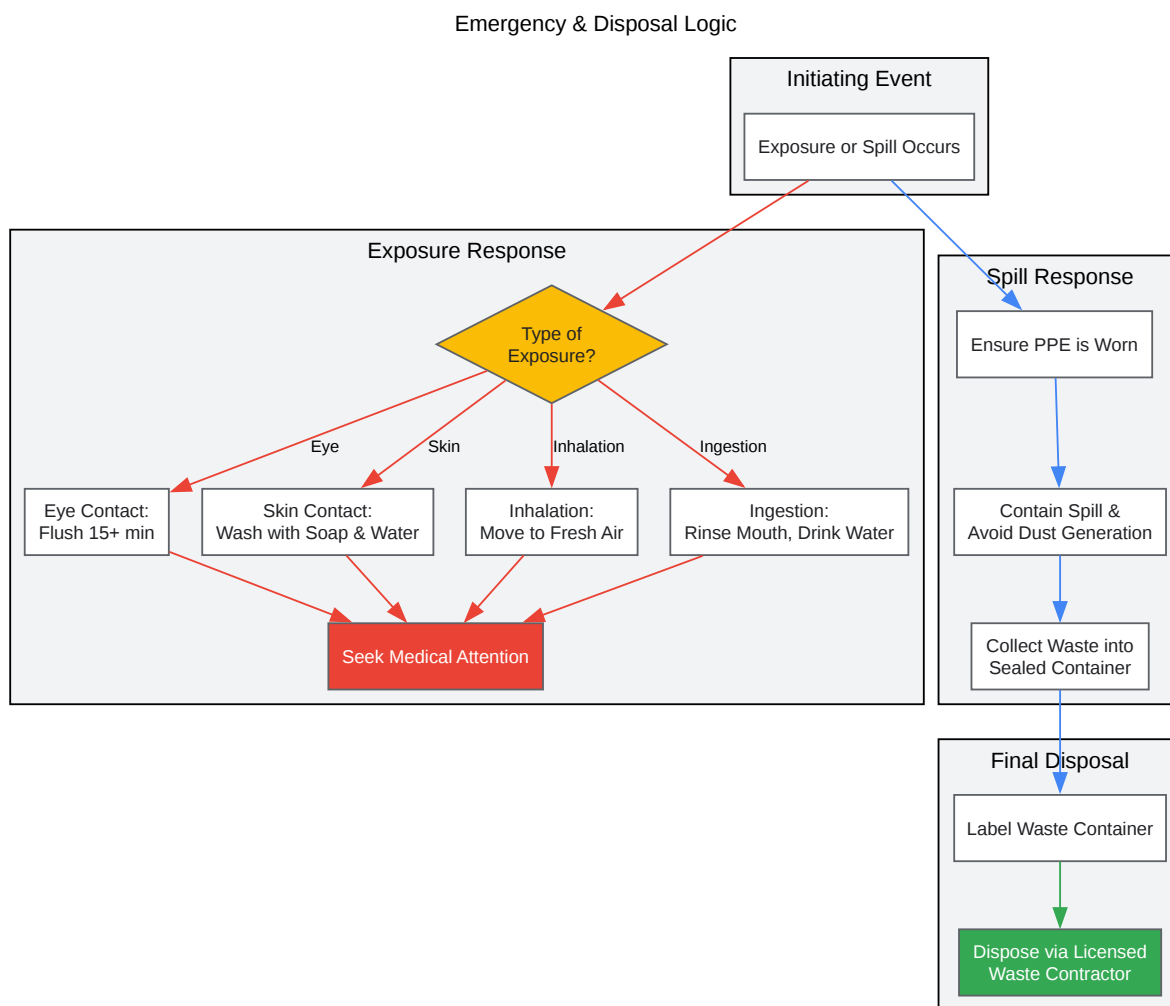 Emergency & Disposal Logic
Initiating Event
Exposure or Spill Occurs
Exposure Response
Type of
Exposure?
Eye
Skin
Inhalation
Ingestion
Eye Contact:
Flush 15+ min
Skin Contact:
Wash with Soap & Water
Inhalation:
Move to Fresh Air
Ingestion:
Rinse Mouth, Drink Water
Seek Medical Attention
Spill Response
Ensure PPE is Worn
Contain Spill &
Avoid Dust Generation
Collect Waste into
Sealed Container
Final Disposal
Label Waste Container
Dispose via Licensed
Waste Contractor